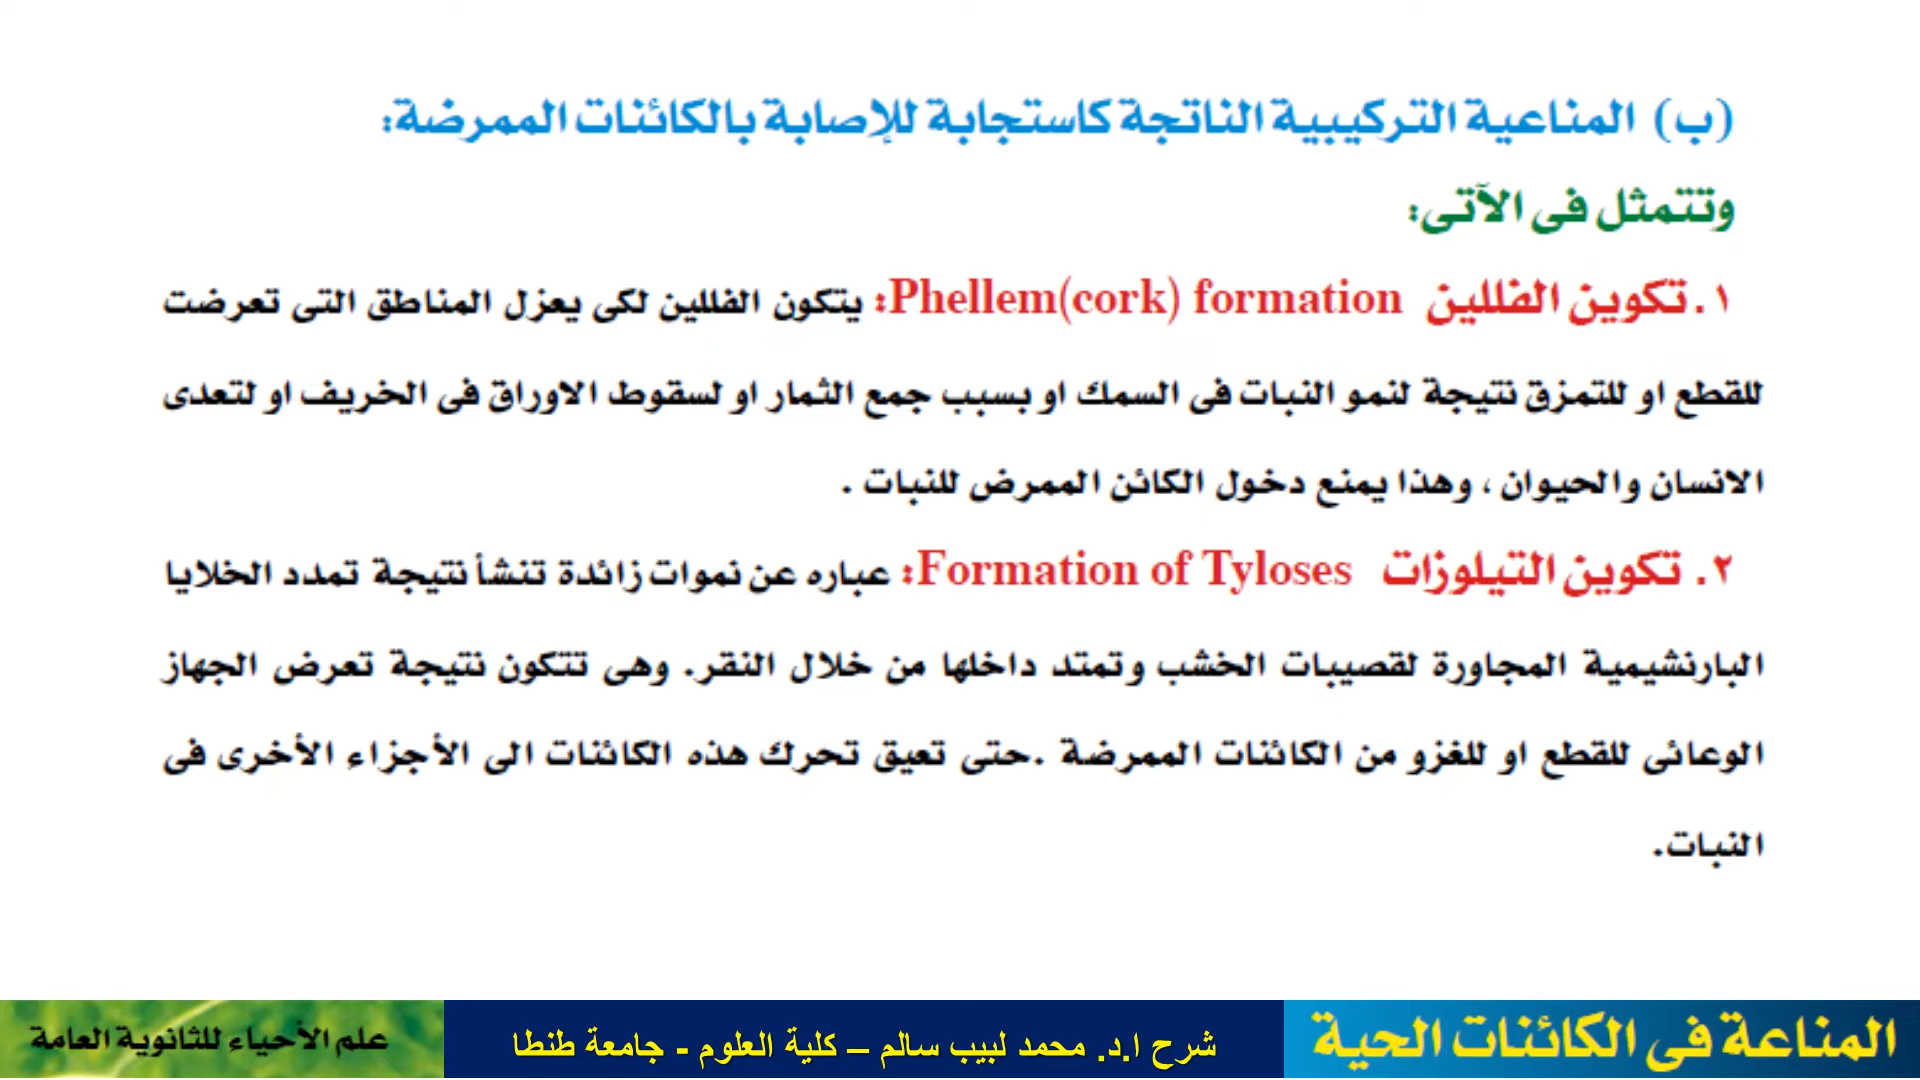 (ب) المناعية التركيبية الناتجة كاستجابة للإصابة بالكائنات الممرضة:
وتتمثل فى الآتى:
١. تكوين الفللين Phellem(cork) formation: يتكون الفللين لكى يعزل المناطق التى تعرضت
للقطع او للتمزق نتيجة لنمو النبات فى السمك او بسبب جمع الثمار او لسقوط الاوراق فى الخريف او لتعدى
الانسان والحيوان ، وهذا يمنع دخول الكائن الممرض للنبات .
٢. تكوين التيلوزات Formation of Tyloses: عباره عن نموات زائدة تنشأ نتيجة تمدد الخلايا
البارنشيمية المجاورة لقصيبات الخشب وتمتد داخلها من خلال النقر. وهى تتكون نتيجة تعرض الجهاز
الوعائى للقطع او للغزو من الكائنات الممرضة .حتى تعيق تحرك هذه الكائنات الى الأجزاء الأخرى فى
النبات.
المناعة فى الكائنات الحية
شرح ا.د. محمد لبيب سالم – كلية العلوم - جامعة طنطا
علم الأحياء للثانوية العامة